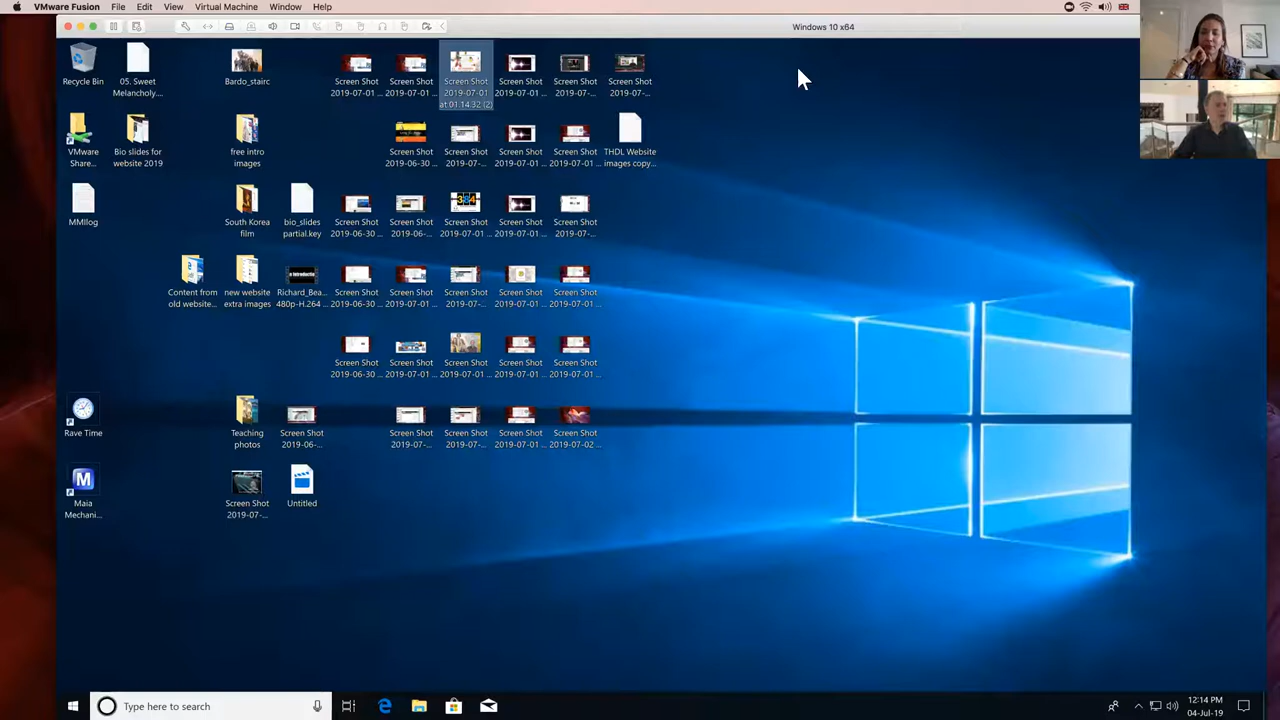 VMware Fusion File Edit View Virtual Machine Window Help
Windows 10 x64
Recycle Bin
05. Sweet
Melancholy....
Bardo_stairc
Screen Shot
2019-07-01 ...
Screen Shot
2019-07-01 ...
Screen Shot
2019-07-01
at 01.14.32 (2)
Screen Shot
2019-07-01 ...
Screen Shot
2019-07-...
Screen Shot
2019-07-...
VMware
Share...
Bio slides for
website 2019
free intro
images
Screen Shot
2019-06-30 ...
Screen Shot
2019-07-...
Screen Shot
2019-07-01 ...
Screen Shot
2019-07-01 ...
THDL Website
images copy...
MMIlog
South Korea
film
bio_slides
partial.key
Screen Shot
2019-06-30 ...
Screen Shot
2019-06-...
Screen Shot
2019-07-01 ...
Screen Shot
2019-07-01 ...
Screen Shot
2019-07-...
Content from
old website...
new website
extra images
Richard_Bea...
480p-H.264 ...
Screen Shot
2019-06-30 ...
Screen Shot
2019-07-01 ...
Screen Shot
2019-07-01 ...
Screen Shot
2019-07-01 ...
Screen Shot
2019-07-01 ...
Screen Shot
2019-06-30 ...
Screen Shot
2019-07-01 ...
Screen Shot
2019-07-01 ...
Screen Shot
2019-07-01 ...
Screen Shot
2019-07-01 ...
Rave Time
Teaching
photos
Screen Shot
2019-06-...
Screen Shot
2019-07-...
Screen Shot
2019-07-...
Screen Shot
2019-07-01 ...
Screen Shot
2019-07-02 ...
Maia
Mechani...
Screen Shot
2019-07-...
Untitled
Type here to search
12:14 PM
04-Jul-19